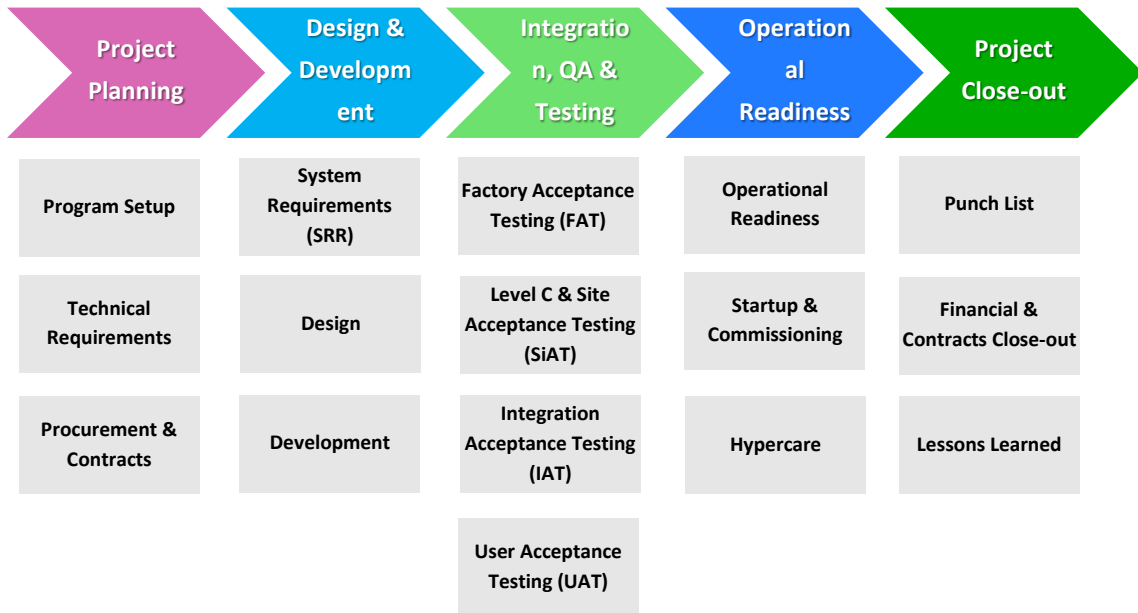 Project
Planning
Design &
Developm
ent
Integratio
n, QA &
Testing
Operation
al
Readiness
Project
Close-out
Program Setup
Technical
Requirements
Procurement &
Contracts
System
Requirements
(SRR)
Design
Development
Factory Acceptance
Testing (FAT)
Level C & Site
Acceptance Testing
(SiAT)
Integration
Acceptance Testing
(IAT)
User Acceptance
Testing (UAT)
Operational
Readiness
Startup &
Commissioning
Hypercare
Punch List
Financial &
Contracts Close-out
Lessons Learned